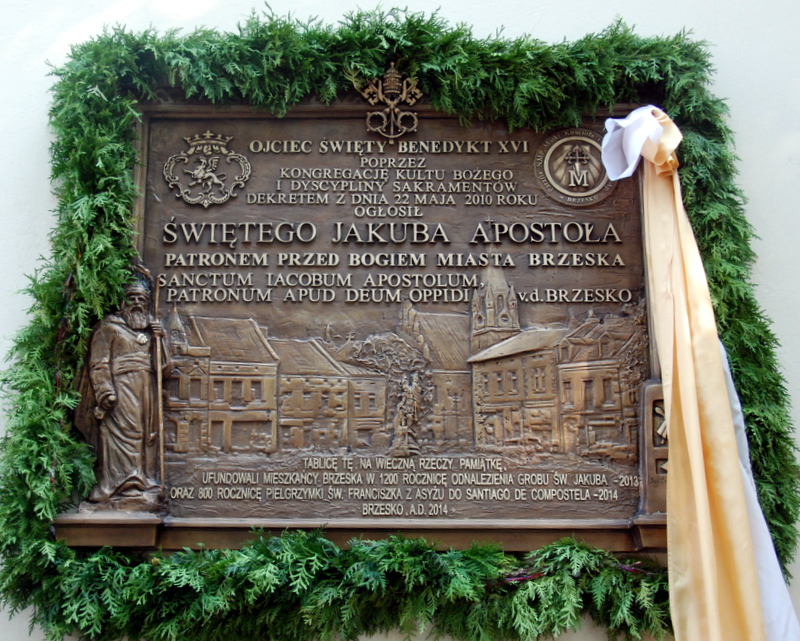 OJCIEC ŚWIĘTY BENEDYKT XVI
POPRZEZ
KONGREGACJĘ KULTU BOŻEGO
I DYSCYPLINY SAKRAMENTÓW
DEKRETEM Z DNIA 22 MAJA 2010 ROKU
OGŁOSIŁ
ŚWIĘTEGO JAKUBA APOSTOŁA
PATRONEM PRZED BOGIEM MIASTA BRZESKA
SANCTUM IACOBUM APOSTOLUM,
PATRONUM APUD DEUM OPPIDI v.d. BRZESKO
TABLICĘ TĘ, NA WIECZNĄ RZECZY PAMIĄTKĘ,
UFUNDOWALI MIESZKAŃCY BRZESKA W 1200 ROCZNICĘ ODNALEZIENIA GROBU ŚW. JAKUBA -2013
ORAZ 800 ROCZNICĘ PIELGRZYMKI ŚW. FRANCISZKA Z ASYŻU DO SANTIAGO DE COMPOSTELA -2014
BRZESKO, A.D. 2014
M